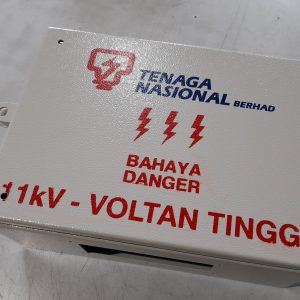 TENAGA
NASIONAL BERHAD
BAHAYA
DANGER
11kV - VOLTAN TINGG